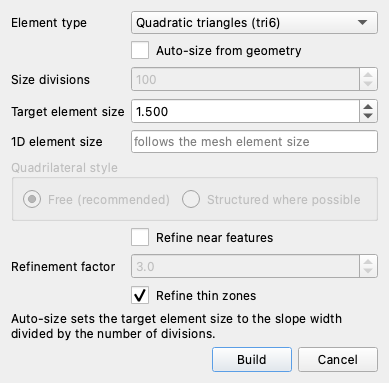 Element type Quadratic triangles (tri6)
Auto-size from geometry
Size divisions 100
Target element size 1.500
1D element size follows the mesh element size
Quadrilateral style
Free (recommended) Structured where possible
Refine near features
Refinement factor 3.0
Refine thin zones
Auto-size sets the target element size to the slope width
divided by the number of divisions.
Build Cancel